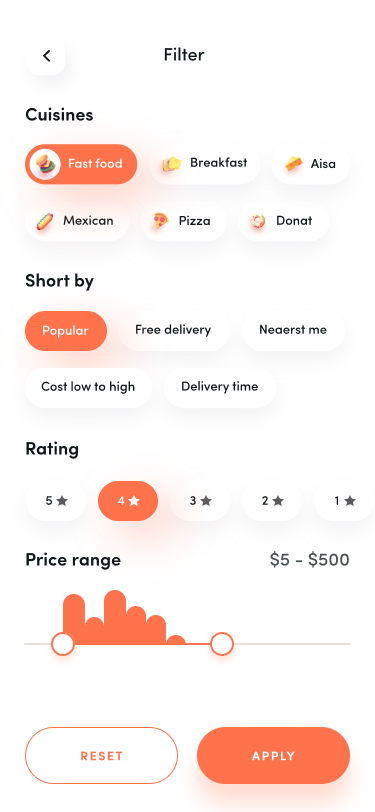 Filter
Cuisines
Fast food Breakfast Aisa
Mexican Pizza Donat
Short by
Popular Free delivery Neaerst me
Cost low to high Delivery time
Rating
5 4 3 2 1
Price range $5 - $500
RESET APPLY